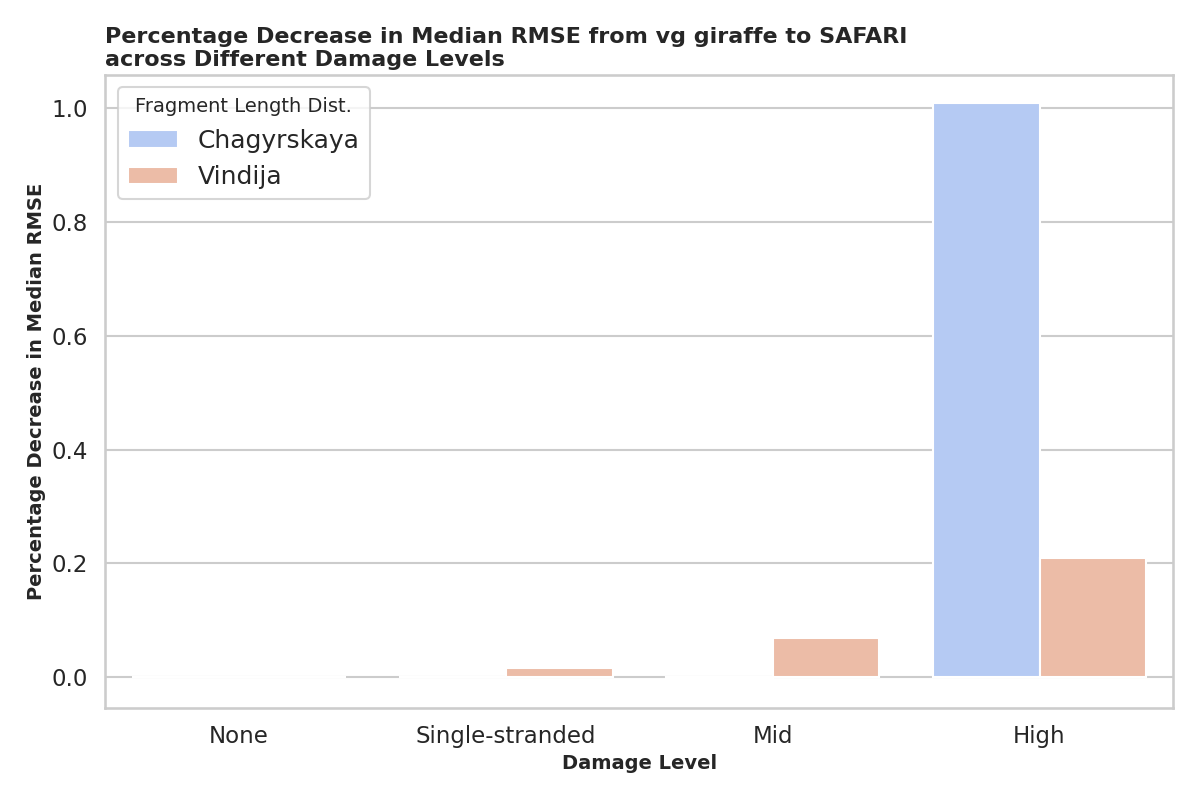 Percentage Decrease in Median RMSE from vg giraffe to SAFARI
across Different Damage Levels
Fragment Length Dist.
Chagyrskaya
Vindija
Percentage Decrease in Median RMSE
1.0
0.8
0.6
0.4
0.2
0.0
None
Single-stranded
Mid
High
Damage Level